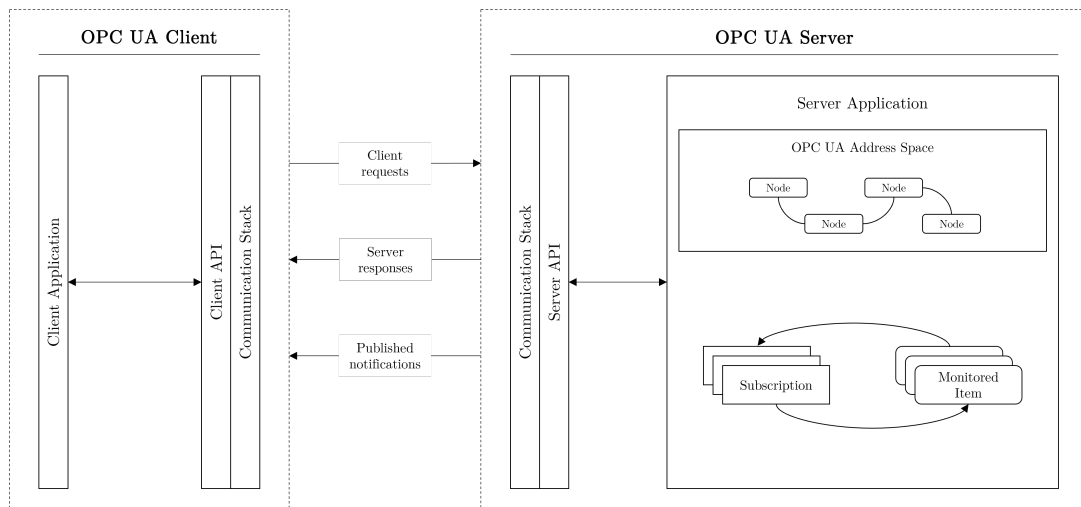 OPC UA Client
Client Application
Client API
Communication Stack
Client
requests
Server
responses
Published
notifications
OPC UA Server
Communication Stack
Server API
Server Application
OPC UA Address Space
Node
Node
Node
Node
Subscription
Monitored
Item